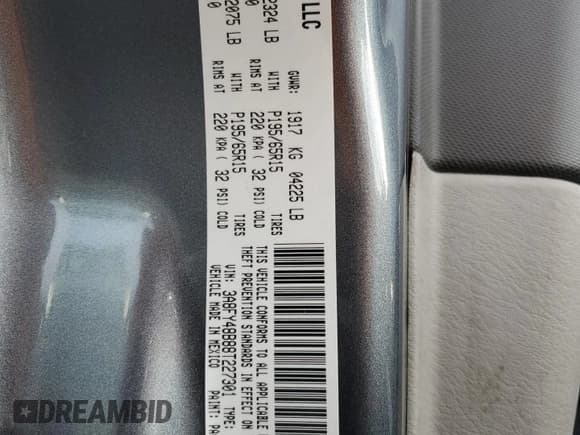 LLC
GVWR: 1917 KG 04225 LB
2324 LB WITH P195/65R15 TIRES
RIMS AT 220 KPA ( 32 PSI) COLD
2075 LB WITH P195/65R15 TIRES
RIMS AT 220 KPA ( 32 PSI) COLD
THIS VEHICLE CONFORMS TO ALL APPLICABLE
THEFT PREVENTION STANDARDS IN EFFECT ON
VIN: 3A8FY48B88T227301 TYPE:
VEHICLE MADE IN MEXICO PAINT: PA
DREAMBID